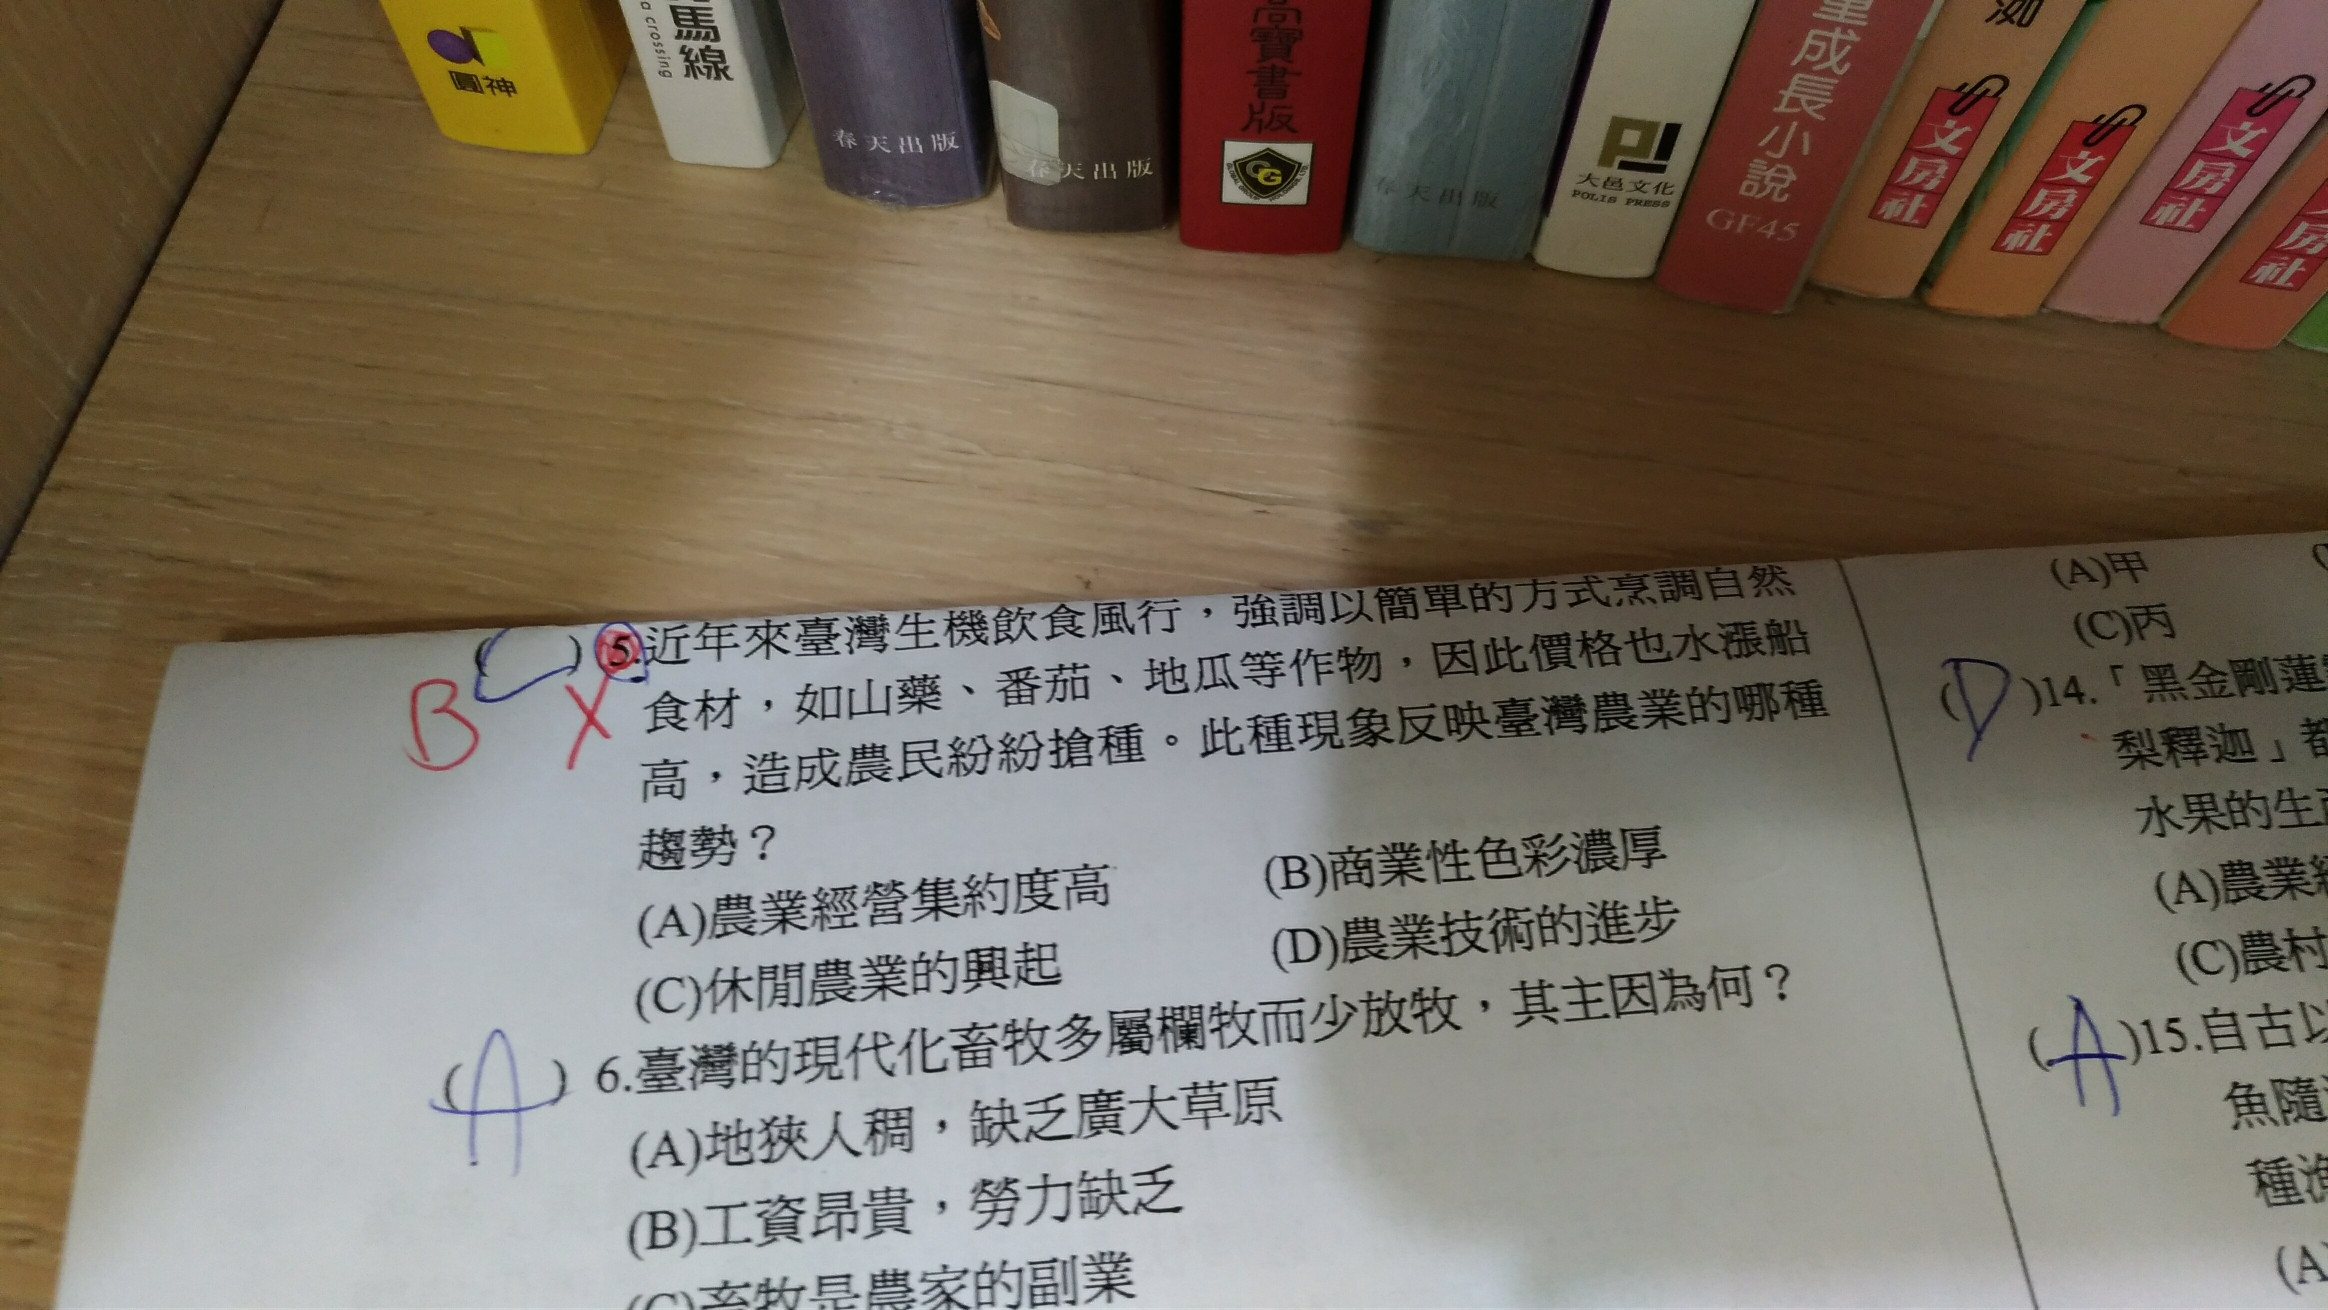 圓神
馬線
a crossing
春天出版
春天出版
高寶書版
GG
春天出版
大邑文化
POLIS PRESS
成長小說
GF45
文房社
文房社
文房社
房社
( C ) 5.近年來臺灣生機飲食風行，強調以簡單的方式烹調自然
B X
食材，如山藥、番茄、地瓜等作物，因此價格也水漲船
高，造成農民紛紛搶種。此種現象反映臺灣農業的哪種
趨勢？
(A)農業經營集約度高 (B)商業性色彩濃厚
(C)休閒農業的興起 (D)農業技術的進步
(A) 6.臺灣的現代化畜牧多屬欄牧而少放牧，其主因為何？
(A)地狹人稠，缺乏廣大草原
(B)工資昂貴，勞力缺乏
(C)畜牧是農家的副業
(A)甲
(C)丙
(D)14.「黑金剛蓮
梨釋迦」都
水果的生
(A)農業
(C)農村
(A)15.自古以
魚隨
種漁
(A)